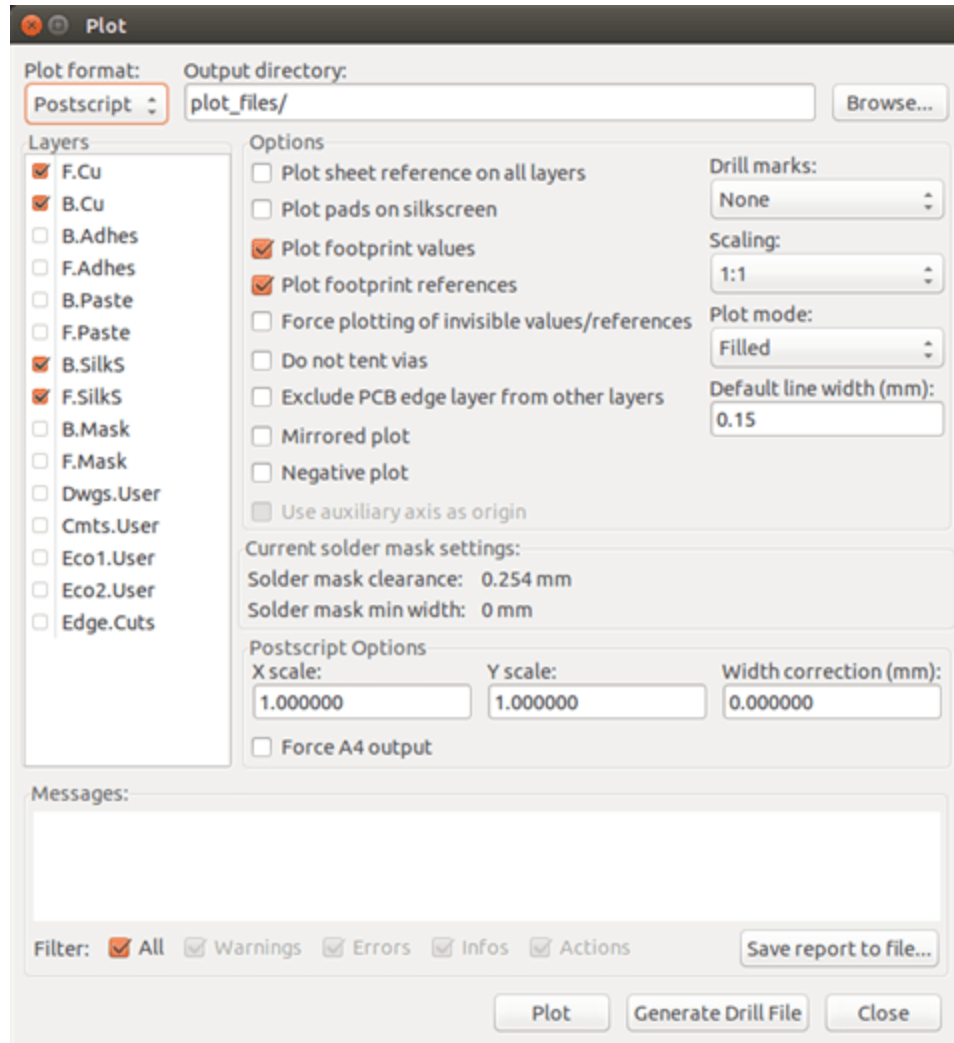 Plot
Plot format:
Output directory:
Postscript
plot_files/
Browse...
Layers
F.Cu
B.Cu
B.Adhes
F.Adhes
B.Paste
F.Paste
B.SilkS
F.SilkS
B.Mask
F.Mask
Dwgs.User
Cmts.User
Eco1.User
Eco2.User
Edge.Cuts
Options
Plot sheet reference on all layers
Plot pads on silkscreen
Plot footprint values
Plot footprint references
Force plotting of invisible values/references
Do not tent vias
Exclude PCB edge layer from other layers
Mirrored plot
Negative plot
Use auxiliary axis as origin
Drill marks:
None
Scaling:
1:1
Plot mode:
Filled
Default line width (mm):
0.15
Current solder mask settings:
Solder mask clearance: 0.254 mm
Solder mask min width: 0 mm
Postscript Options
X scale:
Y scale:
Width correction (mm):
1.000000
1.000000
0.000000
Force A4 output
Messages:
Filter: All Warnings Errors Infos Actions
Save report to file...
Plot
Generate Drill File
Close